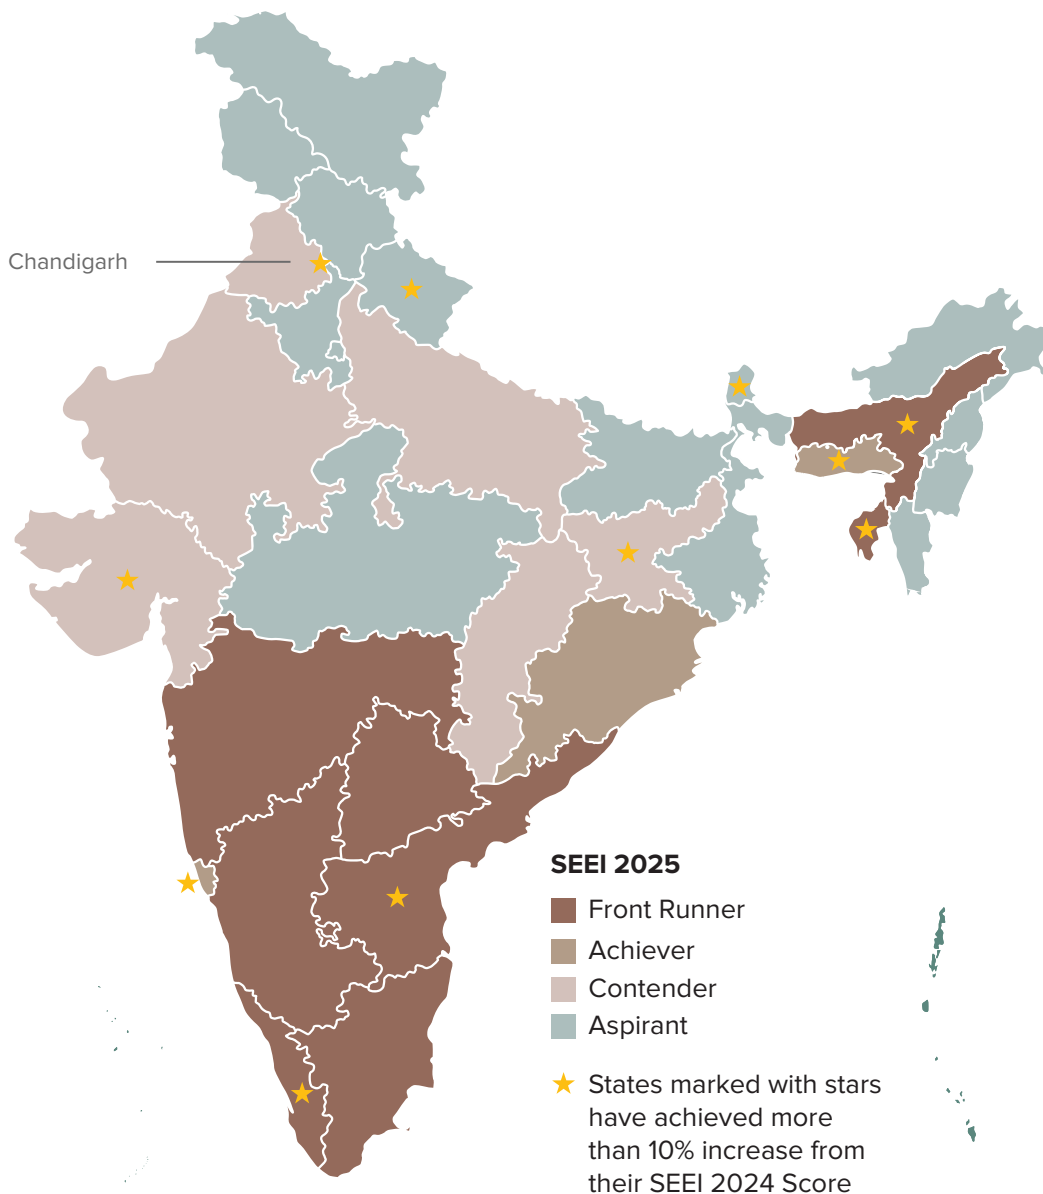 Chandigarh
SEEI 2025
Front Runner
Achiever
Contender
Aspirant
States marked with stars
have achieved more
than 10% increase from
their SEEI 2024 Score